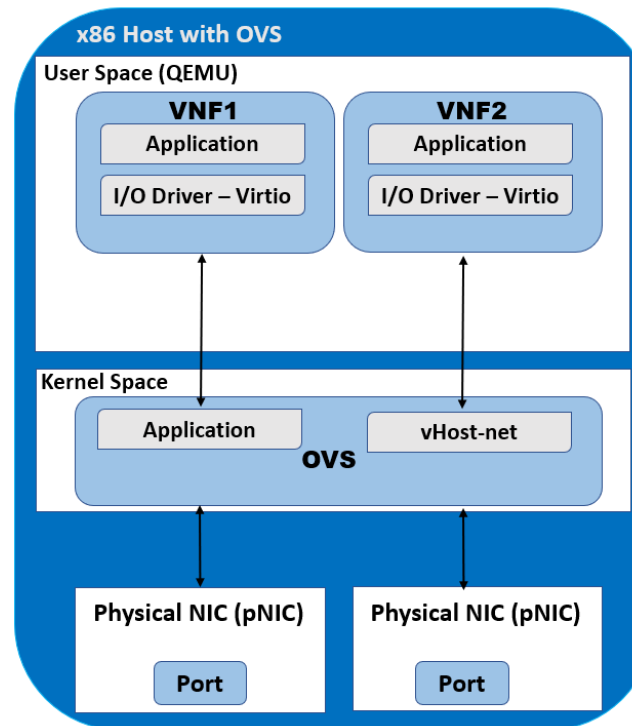 x86 Host with OVS
User Space (QEMU)
VNF1
Application
I/O Driver – Virtio
VNF2
Application
I/O Driver – Virtio
Kernel Space
Application
vHost-net
OVS
Physical NIC (pNIC)
Port
Physical NIC (pNIC)
Port